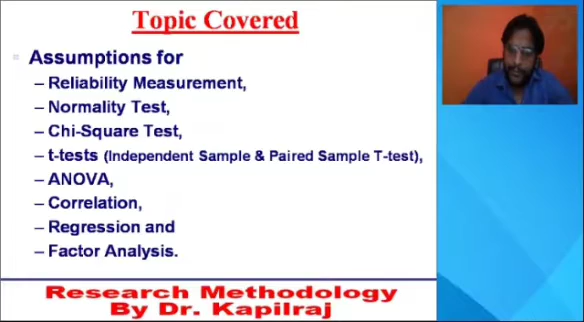 Topic Covered
Assumptions for
– Reliability Measurement,
– Normality Test,
– Chi-Square Test,
– t-tests (Independent Sample & Paired Sample T-test),
– ANOVA,
– Correlation,
– Regression and
– Factor Analysis.
Research Methodology
By Dr. Kapilraj